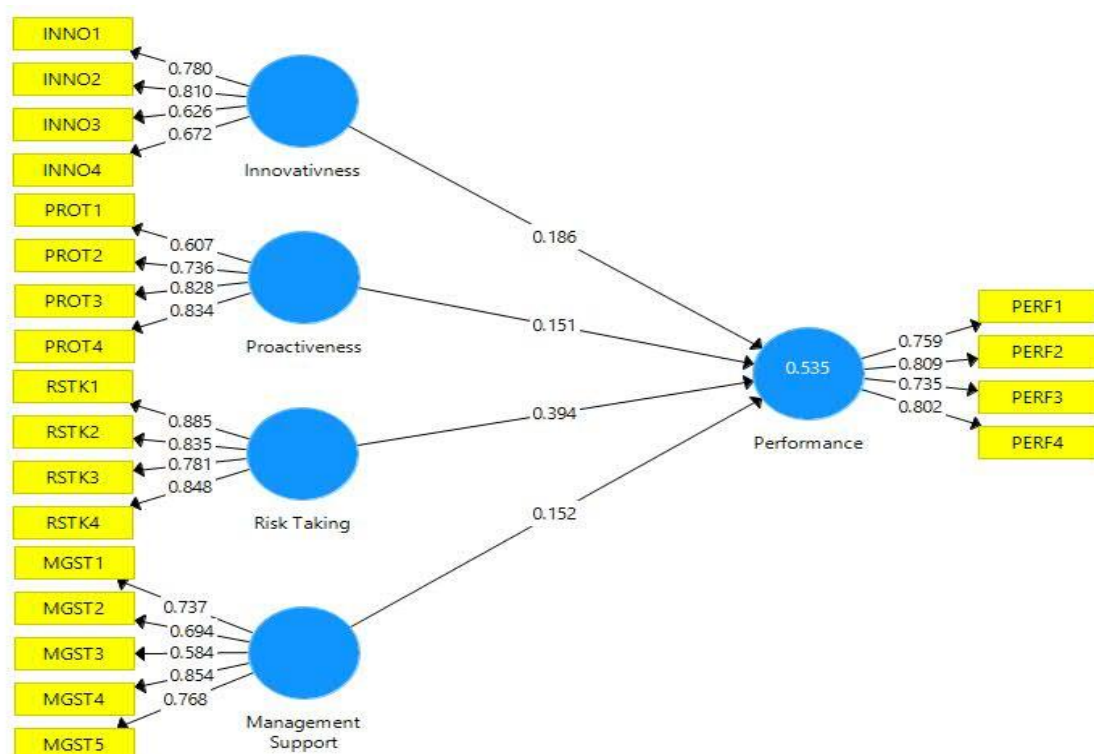 INNO1
INNO2
INNO3
INNO4
0.780
0.810
0.626
0.672
Innovativness
PROT1
PROT2
PROT3
PROT4
0.607
0.736
0.828
0.834
Proactiveness
RSTK1
RSTK2
RSTK3
RSTK4
0.885
0.835
0.781
0.848
Risk Taking
MGST1
MGST2
MGST3
MGST4
MGST5
0.737
0.694
0.584
0.854
0.768
Management
Support
0.186
0.151
0.394
0.152
0.535
Performance
0.759
0.809
0.735
0.802
PERF1
PERF2
PERF3
PERF4